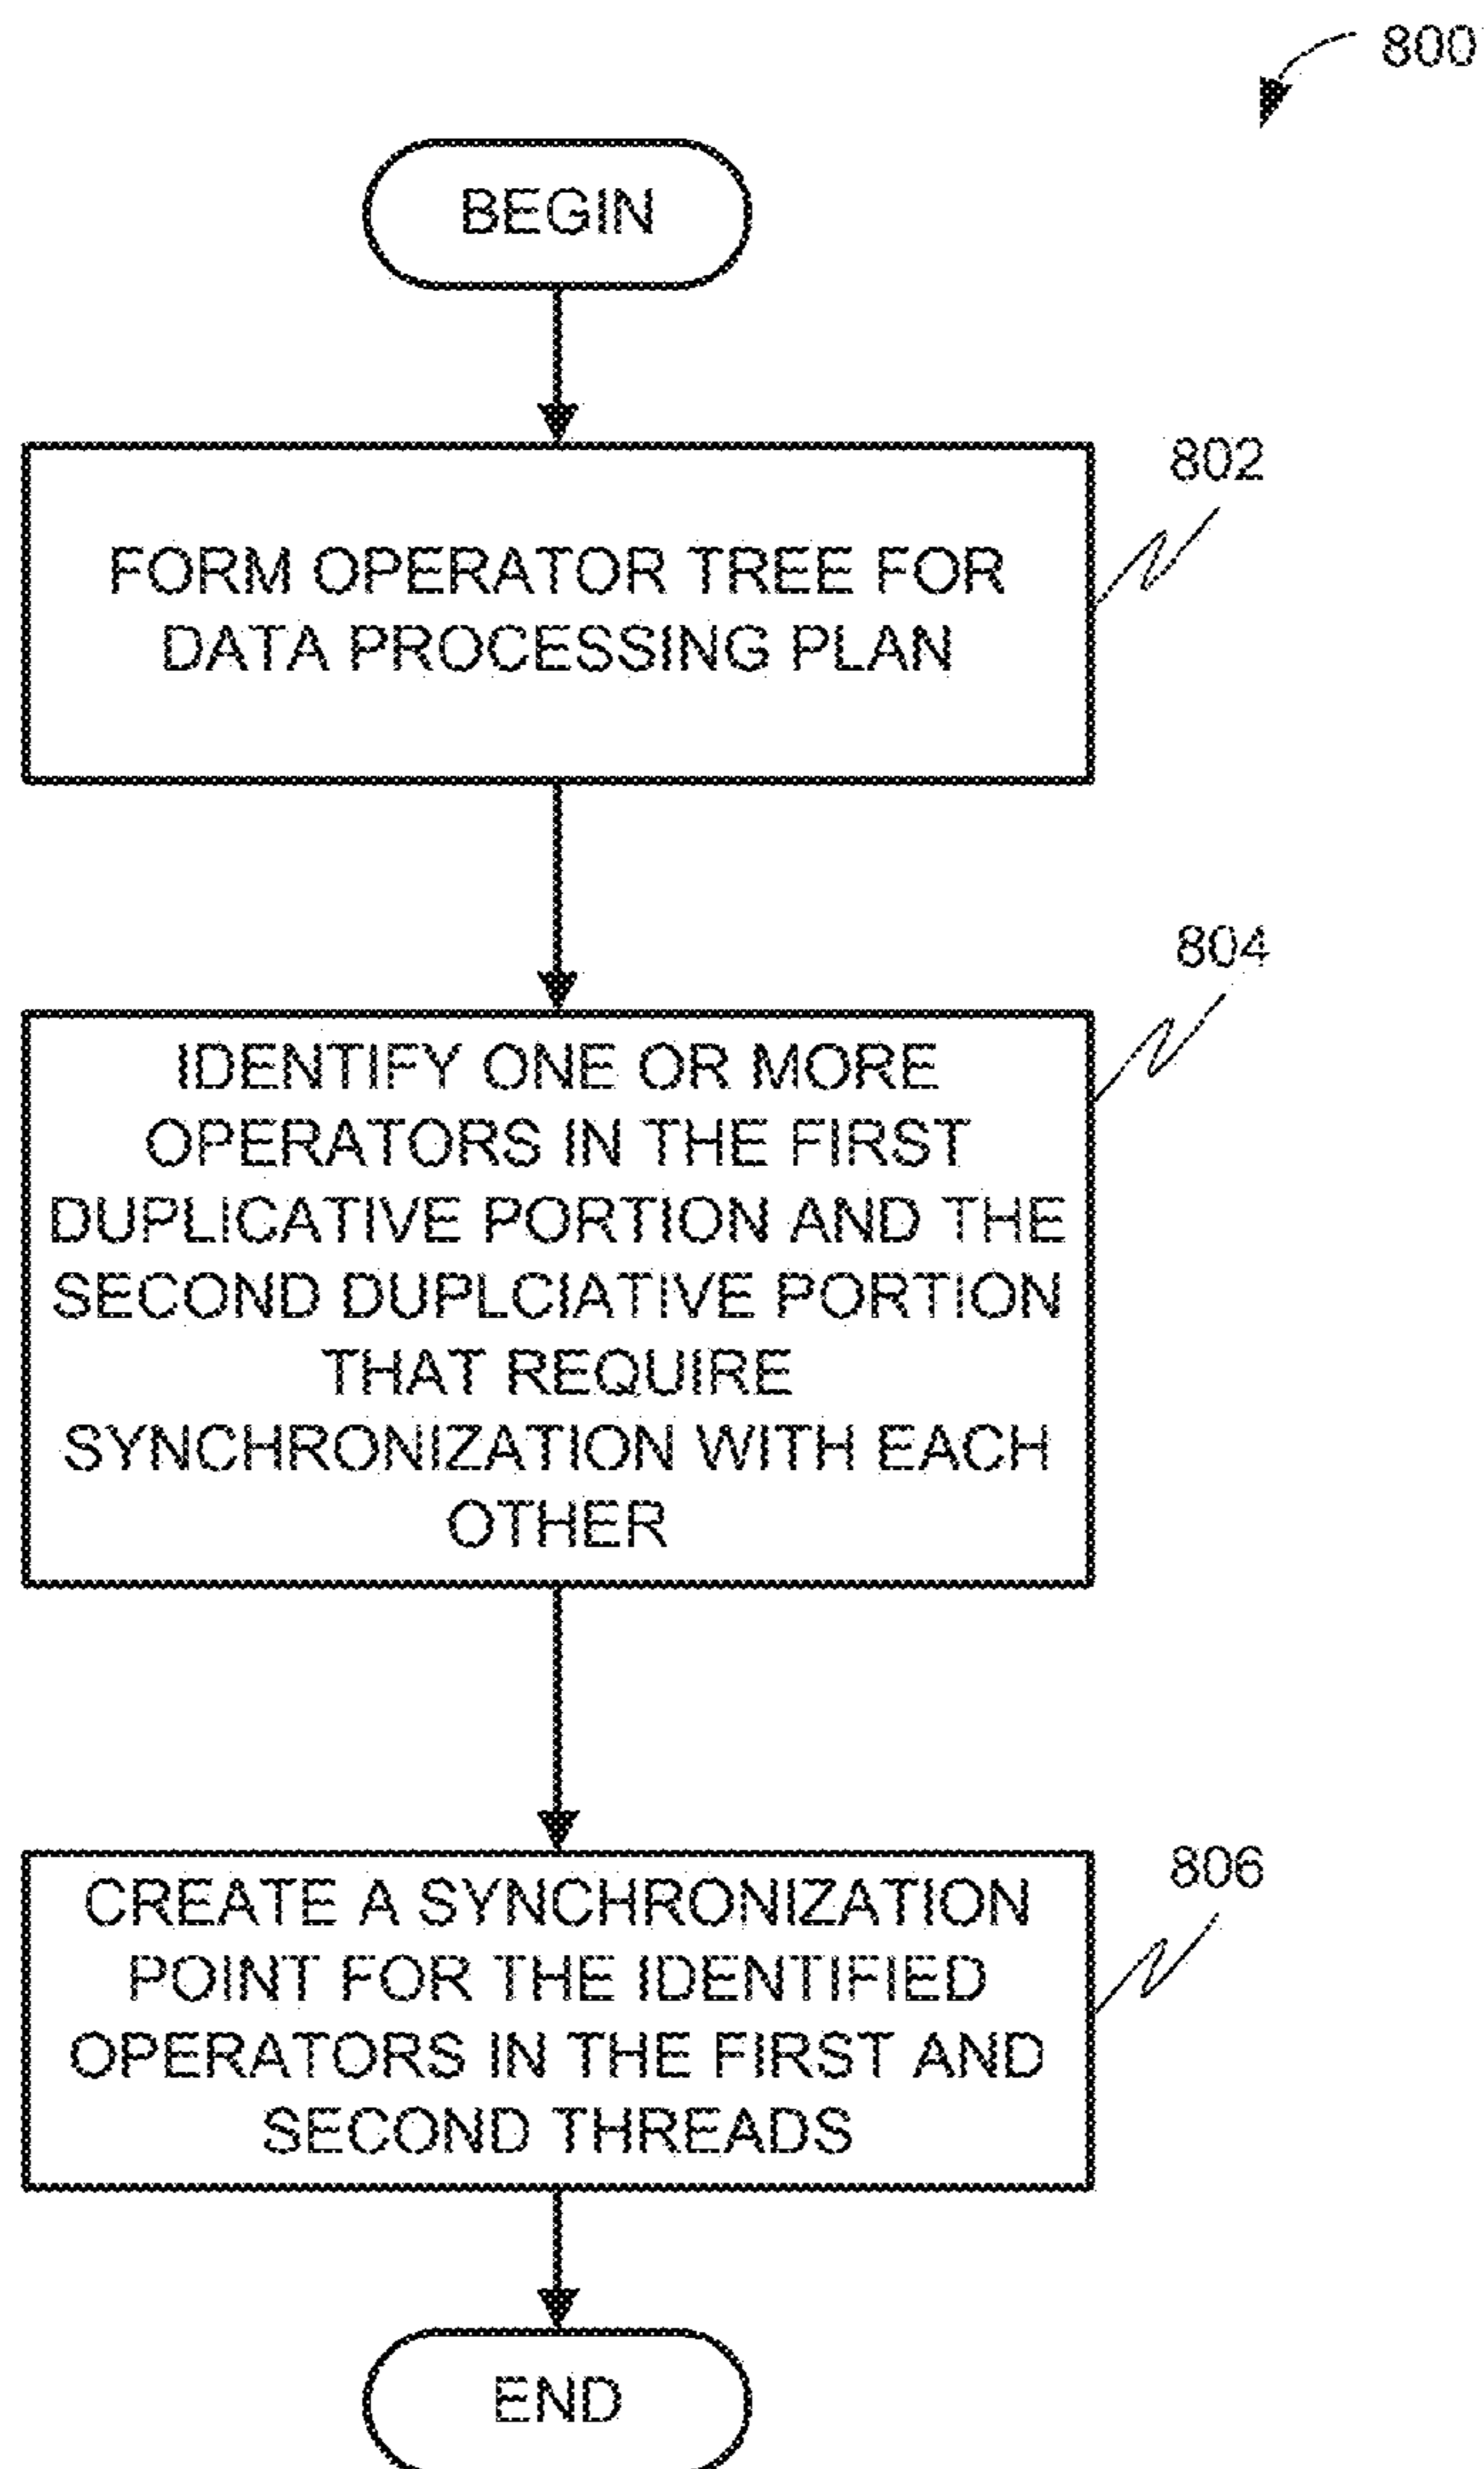 800
BEGIN
802
FORM OPERATOR TREE FOR
DATA PROCESSING PLAN
804
IDENTIFY ONE OR MORE
OPERATORS IN THE FIRST
DUPLICATIVE PORTION AND THE
SECOND DUPLCIATIVE PORTION
THAT REQUIRE
SYNCHRONIZATION WITH EACH
OTHER
806
CREATE A SYNCHRONIZATION
POINT FOR THE IDENTIFIED
OPERATORS IN THE FIRST AND
SECOND THREADS
END